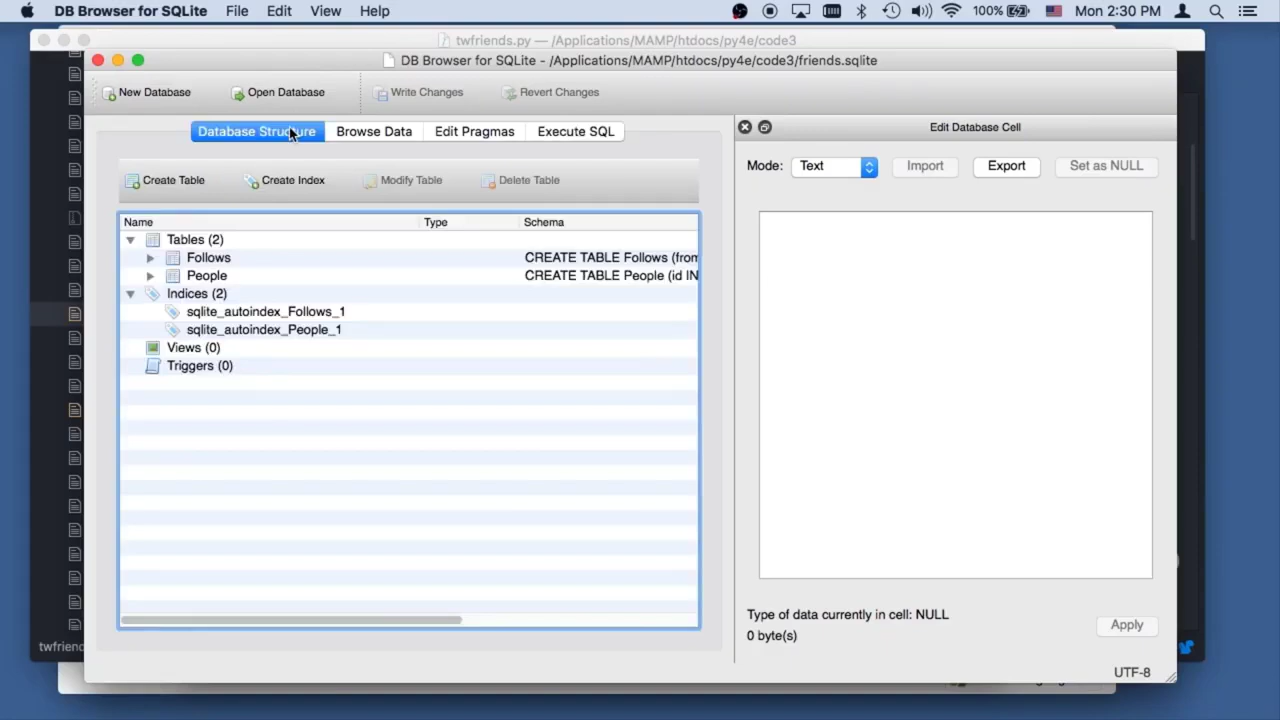 DB Browser for SQLite File Edit View Help 100% Mon 2:30 PM
twfriends.py — /Applications/MAMP/htdocs/py4e/code3
DB Browser for SQLite - /Applications/MAMP/htdocs/py4e/code3/friends.sqlite
New Database Open Database Write Changes Revert Changes
Database Structure Browse Data Edit Pragmas Execute SQL
Edit Database Cell
Create Table Create Index Modify Table Delete Table
Mode: Text Import Export Set as NULL
Name Type Schema
Tables (2)
Follows CREATE TABLE Follows (from
People CREATE TABLE People (id IN
Indices (2)
sqlite_autoindex_Follows_1
sqlite_autoindex_People_1
Views (0)
Triggers (0)
Type of data currently in cell: NULL
0 byte(s)
Apply
twfriend
UTF-8